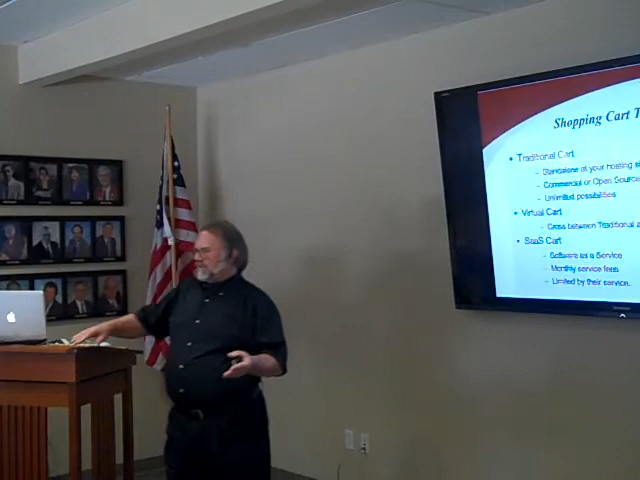 Shopping Cart T
• Traditional Cart
– Standalone at your hosting s
– Commercial or Open Source
– Unlimited possibilities
• Virtual Cart
– Cross between Traditional a
• SaaS Cart
– Software as a Service
– Monthly service fees
– Limited by their service.